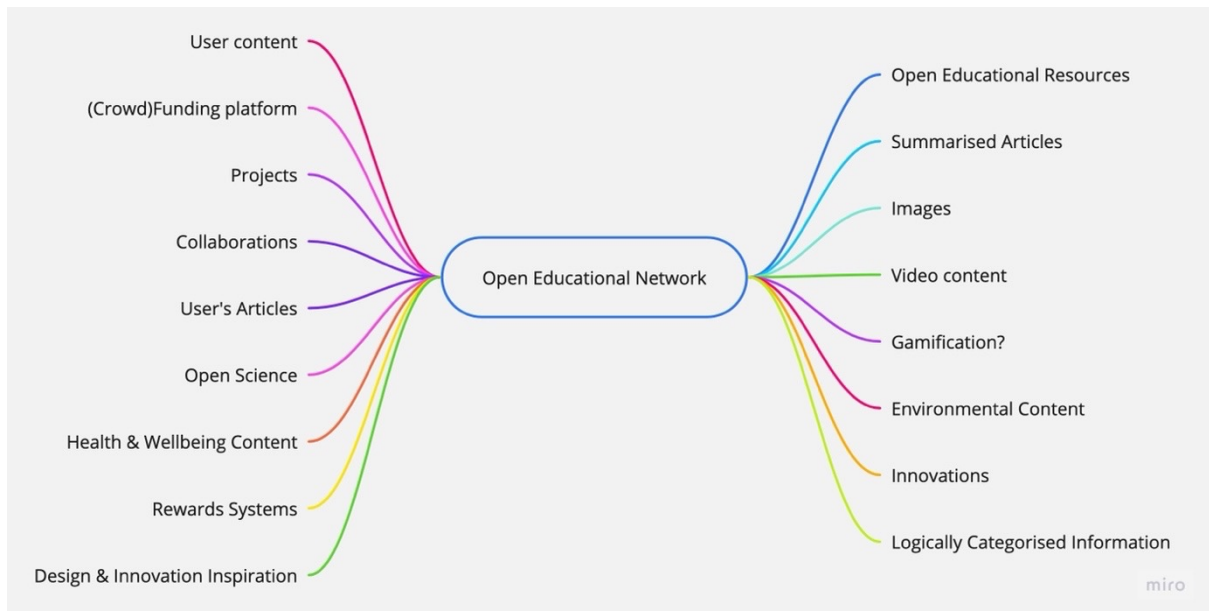 User content
(Crowd)Funding platform
Projects
Collaborations
User's Articles
Open Science
Health & Wellbeing Content
Rewards Systems
Design & Innovation Inspiration
Open Educational Network
Open Educational Resources
Summarised Articles
Images
Video content
Gamification?
Environmental Content
Innovations
Logically Categorised Information
miro